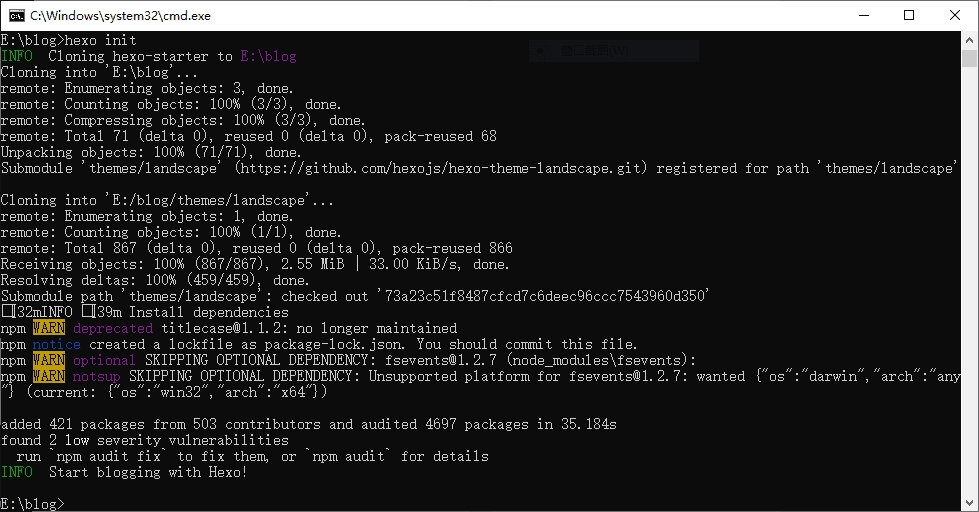 C:\Windows\system32\cmd.exe
E:\blog>hexo init
INFO  Cloning hexo-starter to E:\blog
Cloning into 'E:\blog'...
remote: Enumerating objects: 3, done.
remote: Counting objects: 100% (3/3), done.
remote: Compressing objects: 100% (3/3), done.
remote: Total 71 (delta 0), reused 0 (delta 0), pack-reused 68
Unpacking objects: 100% (71/71), done.
Submodule 'themes/landscape' (https://github.com/hexojs/hexo-theme-landscape.git) registered for path 'themes/landscape'
Cloning into 'E:/blog/themes/landscape'...
remote: Enumerating objects: 1, done.
remote: Counting objects: 100% (1/1), done.
remote: Total 867 (delta 0), reused 0 (delta 0), pack-reused 866
Receiving objects: 100% (867/867), 2.55 MiB | 33.00 KiB/s, done.
Resolving deltas: 100% (459/459), done.
Submodule path 'themes/landscape': checked out '73a23c51f8487cfcd7c6deec96ccc7543960d350'
□[32mINFO □[39m Install dependencies
npm WARN deprecated titlecase@1.1.2: no longer maintained
npm notice created a lockfile as package-lock.json. You should commit this file.
npm WARN optional SKIPPING OPTIONAL DEPENDENCY: fsevents@1.2.7 (node_modules\fsevents):
npm WARN notsup SKIPPING OPTIONAL DEPENDENCY: Unsupported platform for fsevents@1.2.7: wanted {"os":"darwin","arch":"any
"} (current: {"os":"win32","arch":"x64"})
added 421 packages from 503 contributors and audited 4697 packages in 35.184s
found 2 low severity vulnerabilities
  run `npm audit fix` to fix them, or `npm audit` for details
INFO  Start blogging with Hexo!
E:\blog>